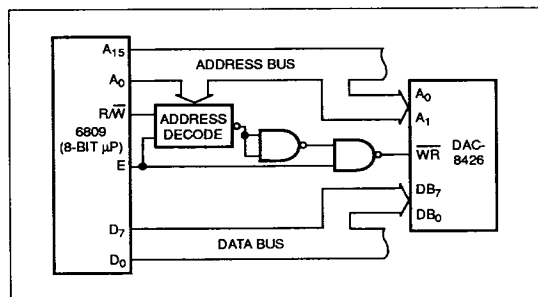 A15
ADDRESS BUS
A0
A0
R/W̅
ADDRESS
DECODE
A1
6809
(8-BIT μP)
W̅R̅
DAC-
8426
E
DB7
DB0
D7
DATA BUS
D0